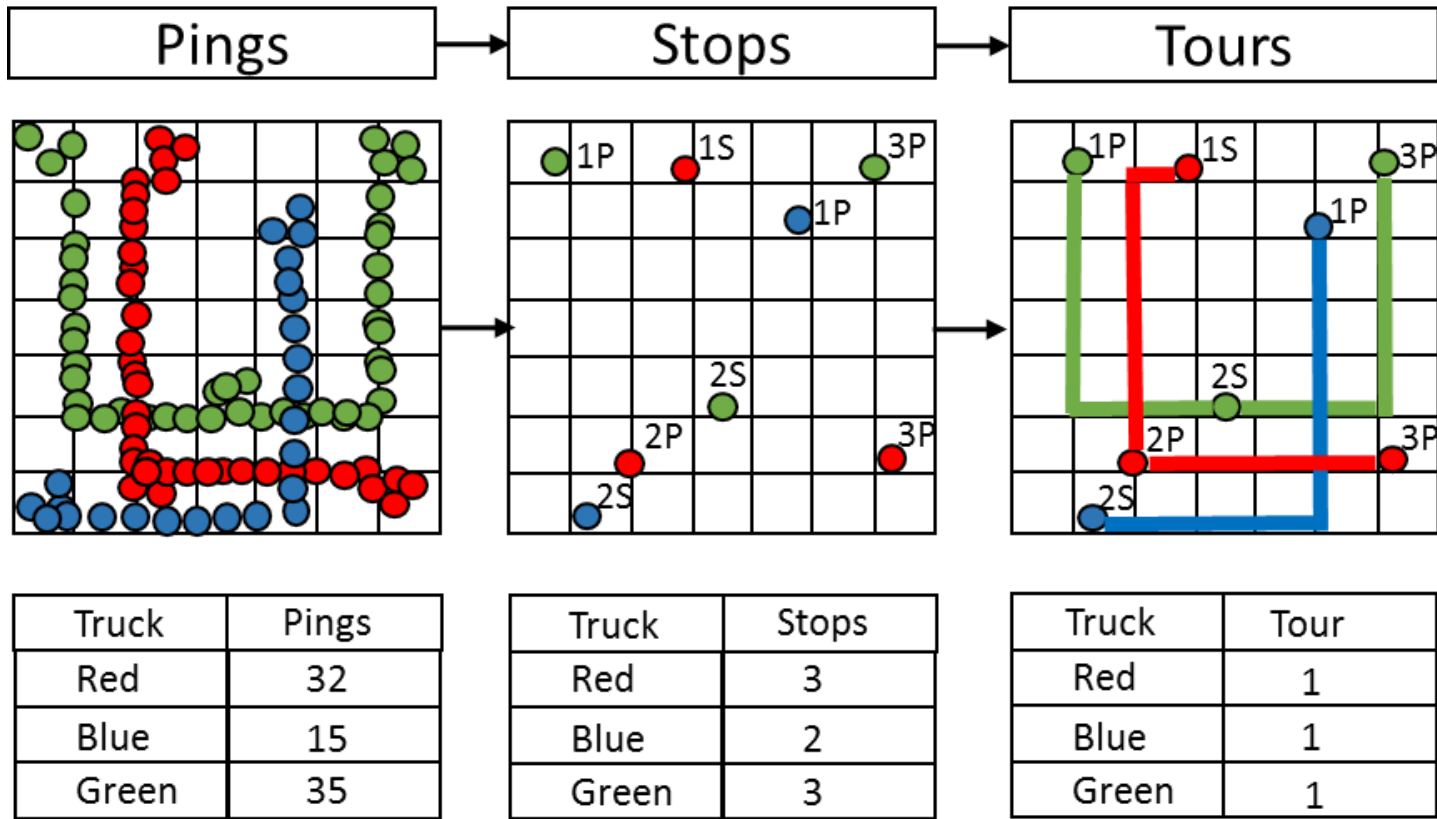 Pings Stops Tours
1P 1S 3P
1P
2S
2P 3P
2S
1P 1S 3P
1P
2S
2P 3P
2S
Truck Pings
Red 32
Blue 15
Green 35
Truck Stops
Red 3
Blue 2
Green 3
Truck Tour
Red 1
Blue 1
Green 1